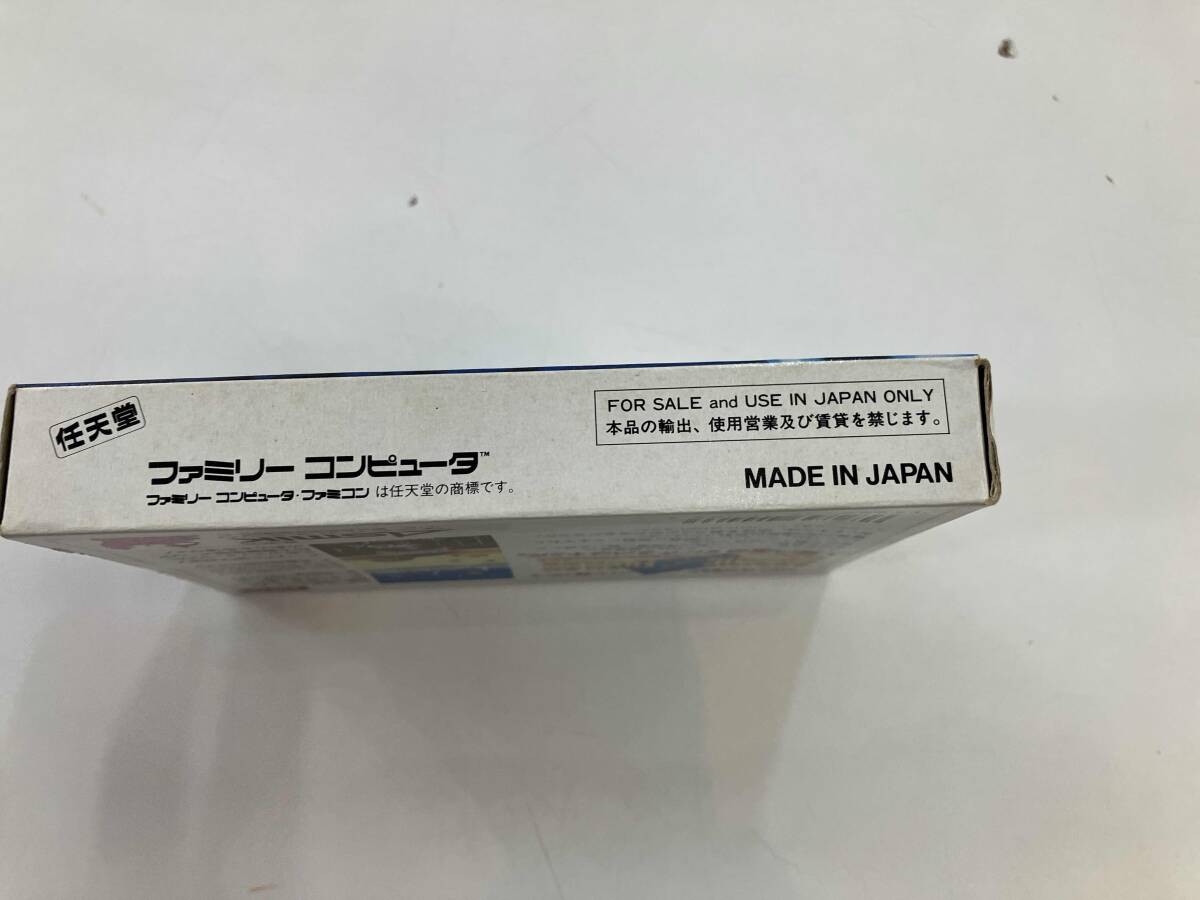 任天堂
ファミリー コンピュータ™
ファミリー コンピュータ・ファミコン は任天堂の商標です。
FOR SALE and USE IN JAPAN ONLY
本品の輸出、使用営業及び賃貸を禁じます。
MADE IN JAPAN